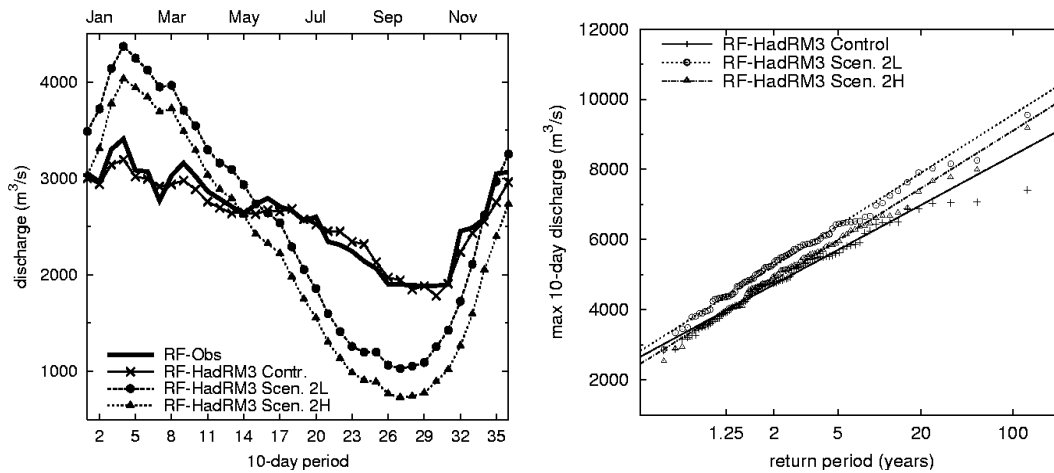 Jan Mar May Jul Sep Nov
4000
3000
2000
1000
discharge (m³/s)
RF-Obs
RF-HadRM3 Contr.
RF-HadRM3 Scen. 2L
RF-HadRM3 Scen. 2H
2 5 8 11 14 17 20 23 26 29 32 35
10-day period
12000
10000
8000
6000
4000
2000
max 10-day discharge (m³/s)
RF-HadRM3 Control
RF-HadRM3 Scen. 2L
RF-HadRM3 Scen. 2H
1.25 2 5 20 100
return period (years)